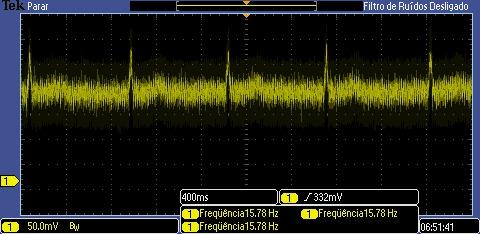 Tek Parar Filtro de Ruídos Desligado
1
400ms 1 332mV
1 Freqüência15.78 Hz 1 Freqüência15.78 Hz
1 50.0mV BW 1 Freqüência15.78 Hz 06:51:41